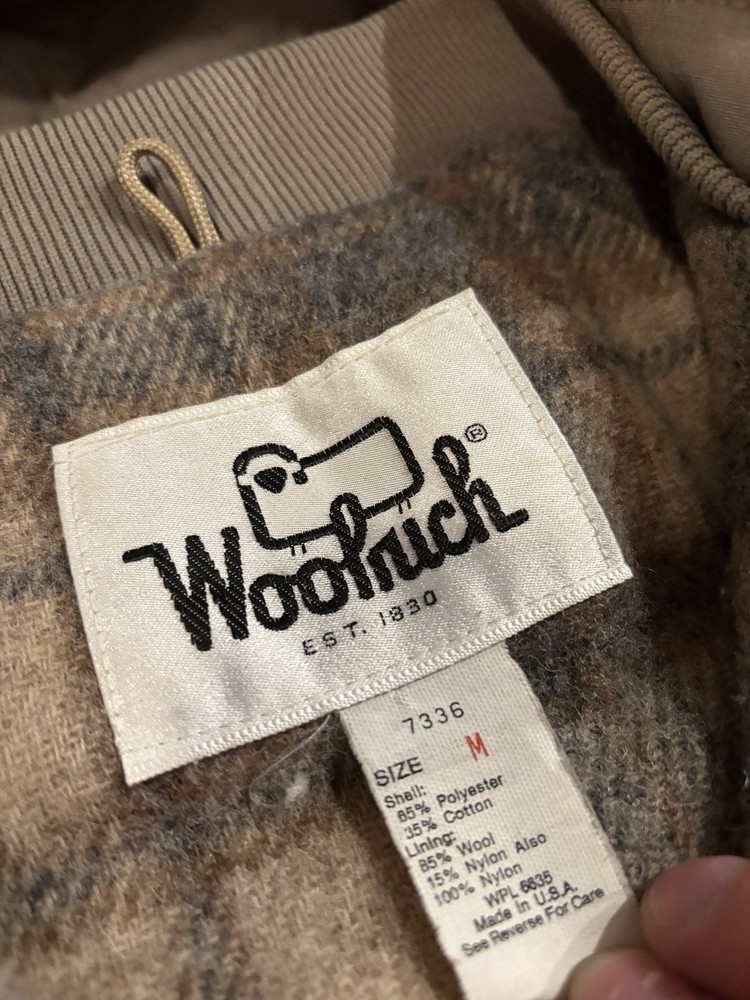 ®
Woolrich
EST. 1830
7336
SIZE M
Shell:
65% Polyester
35% Cotton
Lining:
85% Wool
15% Nylon Also
100% Nylon
WPL 6635
Made In U.S.A.
See Reverse For Care